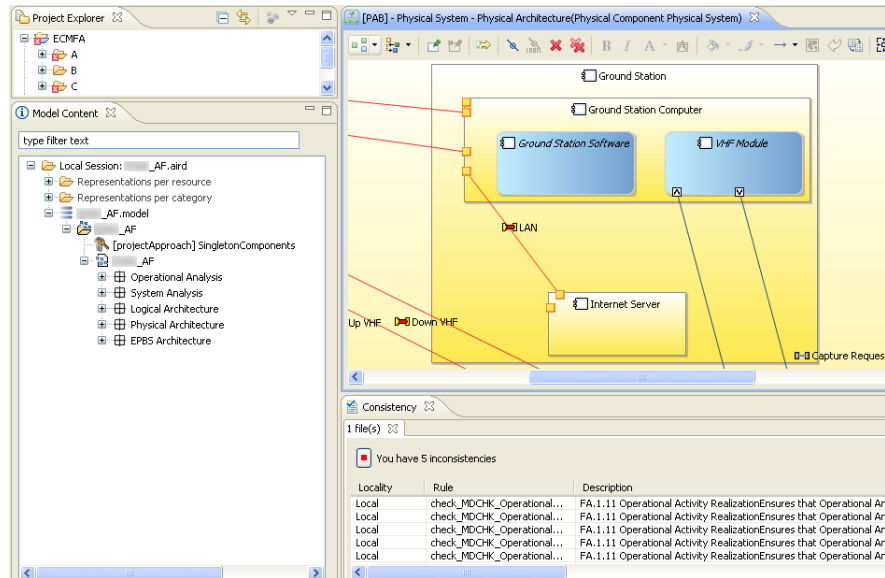 Project Explorer
ECMFA
A
B
C
Model Content
type filter text
Local Session: _AF.aird
Representations per resource
Representations per category
_AF.model
_AF
[projectApproach] SingletonComponents
_AF
Operational Analysis
System Analysis
Logical Architecture
Physical Architecture
EPBS Architecture
[PAB] - Physical System - Physical Architecture(Physical Component Physical System)
B I A
Ground Station
Ground Station Computer
Ground Station Software
VHF Module
LAN
Internet Server
Up VHF
Down VHF
Capture Reques
Consistency
1 file(s)
You have 5 inconsistencies
Locality Rule Description
Local check_MDCHK_Operational... FA.1.11 Operational Activity RealizationEnsures that Operational Ar
Local check_MDCHK_Operational... FA.1.11 Operational Activity RealizationEnsures that Operational Ar
Local check_MDCHK_Operational... FA.1.11 Operational Activity RealizationEnsures that Operational Ar
Local check_MDCHK_Operational... FA.1.11 Operational Activity RealizationEnsures that Operational Ar
Local check_MDCHK_Operational... FA.1.11 Operational Activity RealizationEnsures that Operational Ar